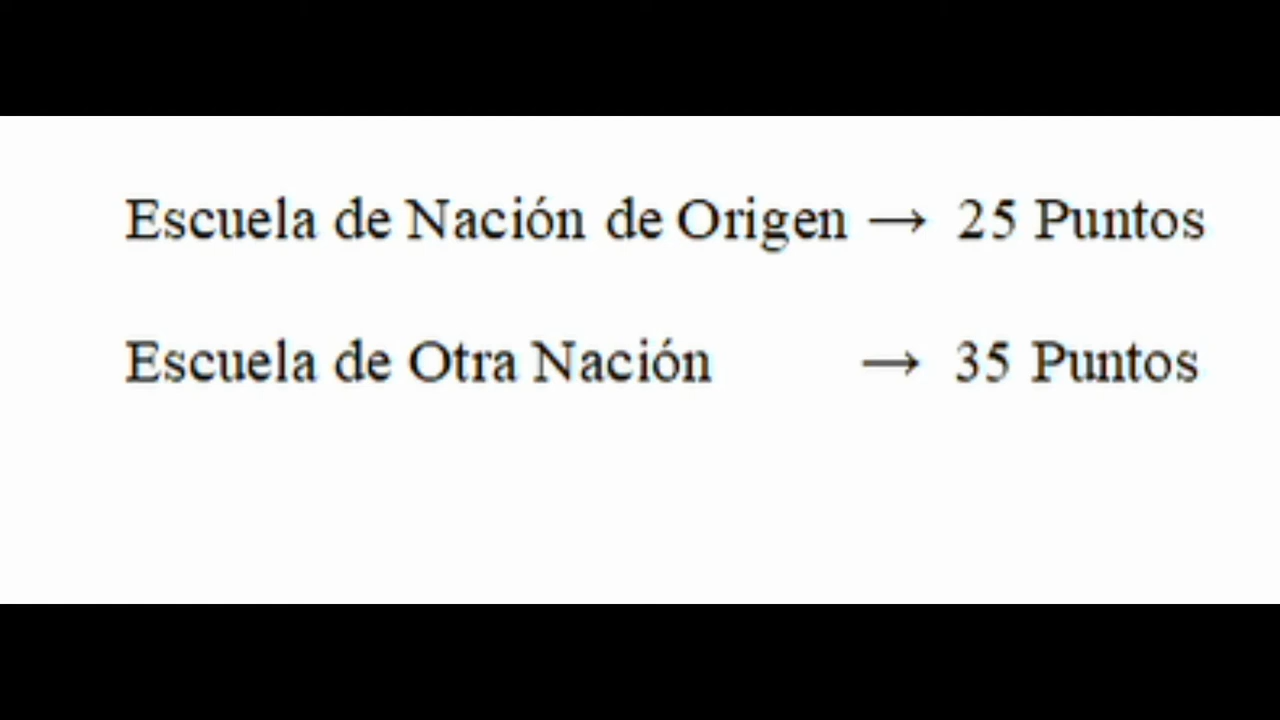 Escuela de Nación de Origen → 25 Puntos
Escuela de Otra Nación → 35 Puntos